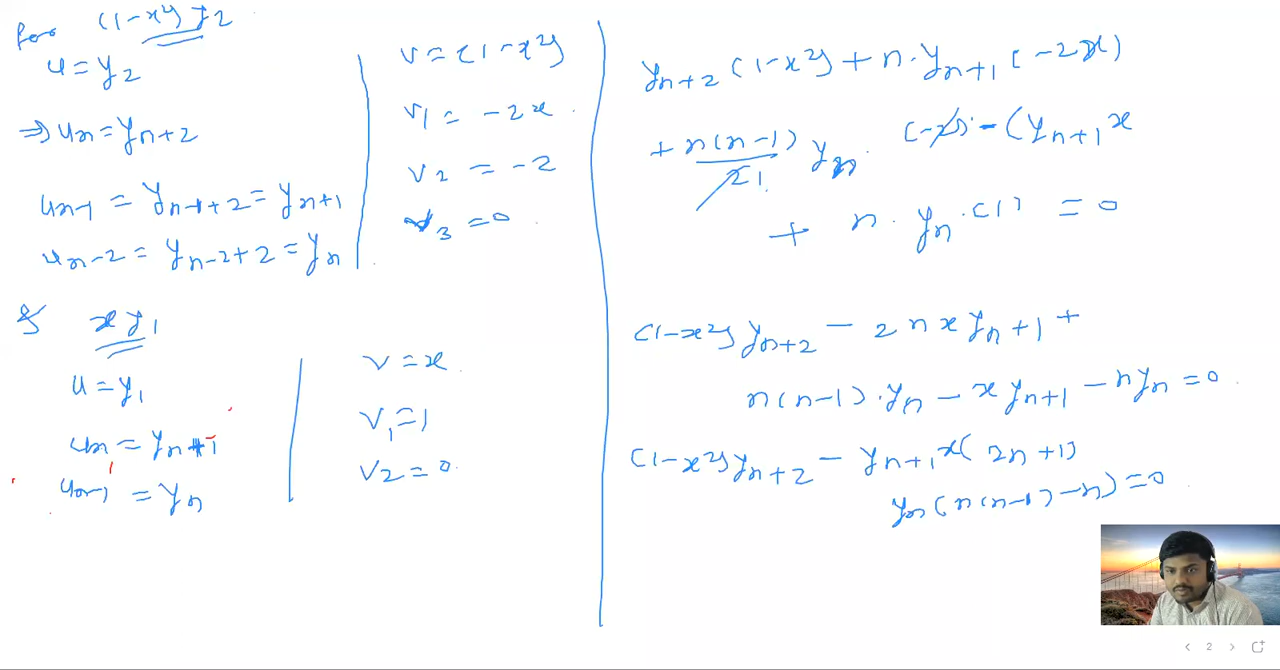 for (1-x²) y₂
u = y₂
⇒ uₙ = yₙ₊₂
uₙ₋₁ = yₙ₋₁₊₂ = yₙ₊₁
uₙ₋₂ = yₙ₋₂₊₂ = yₙ
v = (1-x²)
v₁ = -2x
v₂ = -2
v₃ = 0
& x y₁
u = y₁
uₙ = yₙ₊₁
uₙ₋₁ = yₙ
v = x
v₁ = 1
v₂ = 0
yₙ₊₂ (1-x²) + n. yₙ₊₁ (-2x)
+ n(n-1)/2! yₙ. (-2) - (yₙ₊₁ x
+ n. yₙ. (1) = 0
(1-x²) yₙ₊₂ - 2nx yₙ₊₁ +
n(n-1). yₙ - x yₙ₊₁ - n yₙ = 0
(1-x²) yₙ₊₂ - yₙ₊₁ x (2n+1)
yₙ (n(n-1) - n) = 0
2